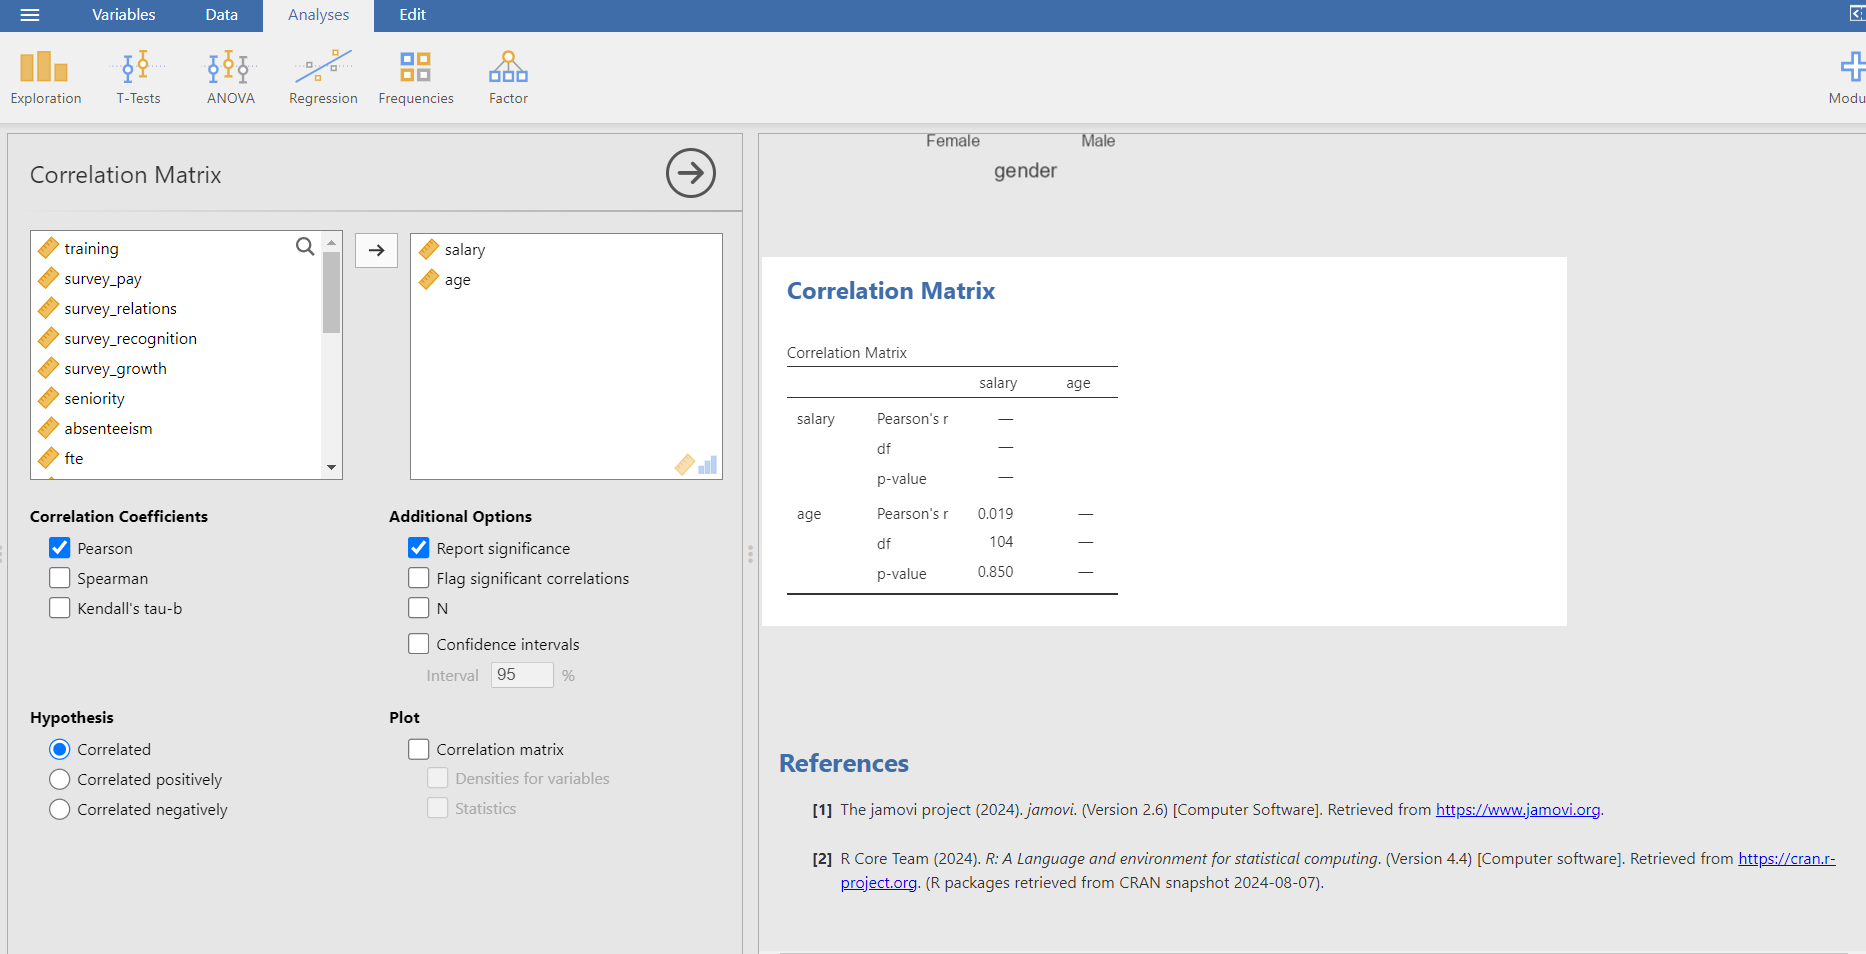 Variables Data Analyses Edit
Exploration T-Tests ANOVA Regression Frequencies Factor Modu
Correlation Matrix
training
survey_pay
survey_relations
survey_recognition
survey_growth
seniority
absenteeism
fte
salary
age
Correlation Coefficients
Pearson
Spearman
Kendall's tau-b
Additional Options
Report significance
Flag significant correlations
N
Confidence intervals
Interval 95 %
Hypothesis
Correlated
Correlated positively
Correlated negatively
Plot
Correlation matrix
Densities for variables
Statistics
Female Male
gender
Correlation Matrix
Correlation Matrix
salary age
salary Pearson's r —
df —
p-value —
age Pearson's r 0.019 —
df 104 —
p-value 0.850 —
References
[1] The jamovi project (2024). jamovi. (Version 2.6) [Computer Software]. Retrieved from https://www.jamovi.org.
[2] R Core Team (2024). R: A Language and environment for statistical computing. (Version 4.4) [Computer software]. Retrieved from https://cran.r-
project.org. (R packages retrieved from CRAN snapshot 2024-08-07).